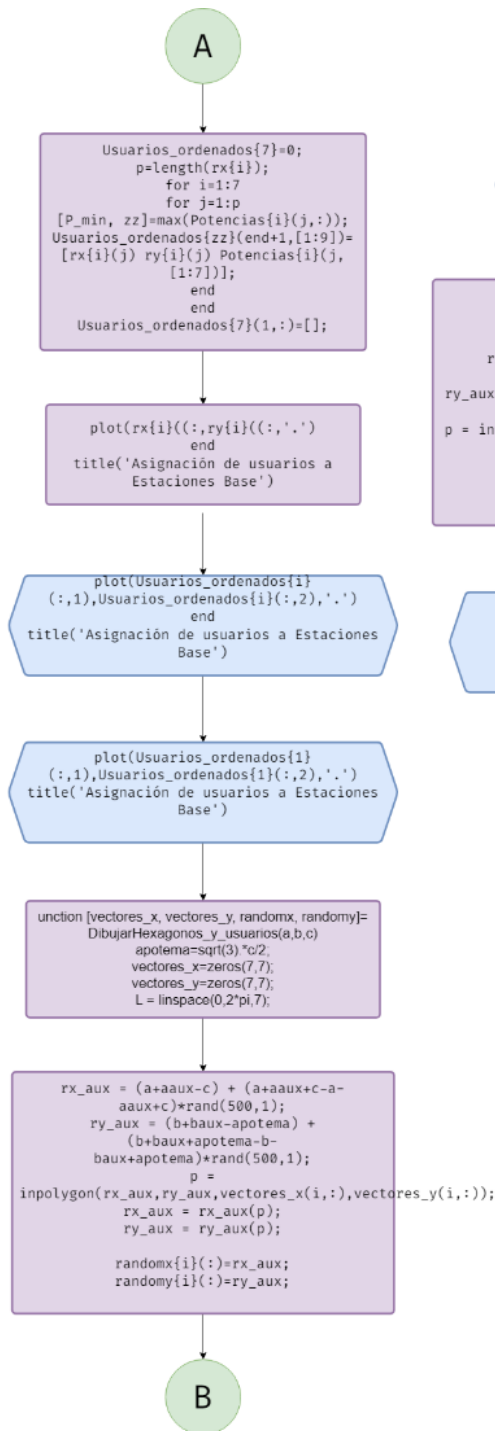 A
Usuarios_ordenados{7}=0;
p=length(rx{i});
for i=1:7
for j=1:p
[P_min, zz]=max(Potencias{i}(j,:));
Usuarios_ordenados{zz}(end+1,[1:9])=
[rx{i}(j) ry{i}(j) Potencias{i}(j,
[1:7])];
end
end
Usuarios_ordenados{7}(1,:)=[];
plot(rx{i}((:,ry{i}((:,'.')
end
title('Asignación de usuarios a
Estaciones Base')
plot(Usuarios_ordenados{i}
(:,1),Usuarios_ordenados{i}(:,2),'.')
end
title('Asignación de usuarios a Estaciones
Base')
plot(Usuarios_ordenados{1}
(:,1),Usuarios_ordenados{1}(:,2),'.')
title('Asignación de usuarios a Estaciones
Base')
unction [vectores_x, vectores_y, randomx, randomy]=
DibujarHexagonos_y_usuarios(a,b,c)
apotema=sqrt(3).*c/2;
vectores_x=zeros(7,7);
vectores_y=zeros(7,7);
L = linspace(0,2*pi,7);
rx_aux = (a+aaux-c) + (a+aaux+c-a-
aaux+c)*rand(500,1);
ry_aux = (b+baux-apotema) +
(b+baux+apotema-b-
baux+apotema)*rand(500,1);
p =
inpolygon(rx_aux,ry_aux,vectores_x(i,:),vectores_y(i,:));
rx_aux = rx_aux(p);
ry_aux = ry_aux(p);
randomx{i}(:)=rx_aux;
randomy{i}(:)=ry_aux;
B
r
ry_aux
p = in